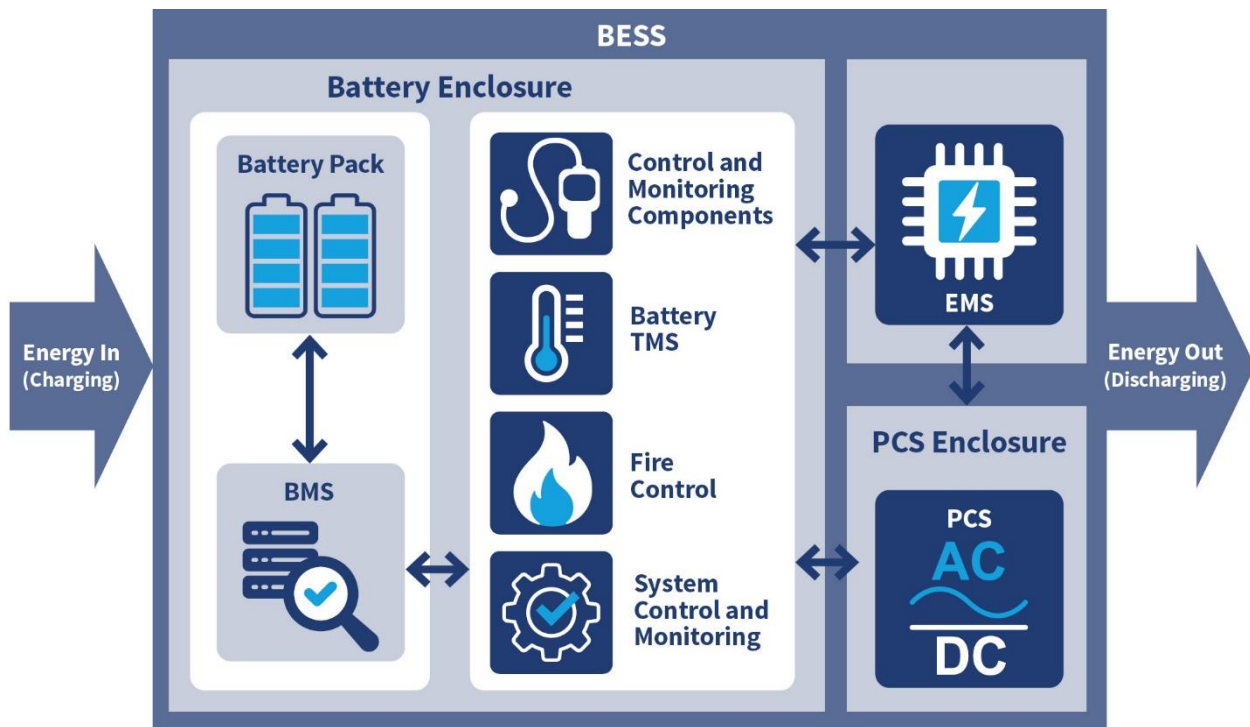 BESS
Battery Enclosure
Battery Pack
BMS
Control and
Monitoring
Components
Battery
TMS
Fire
Control
System
Control and
Monitoring
EMS
PCS Enclosure
PCS
AC
DC
Energy In
(Charging)
Energy Out
(Discharging)